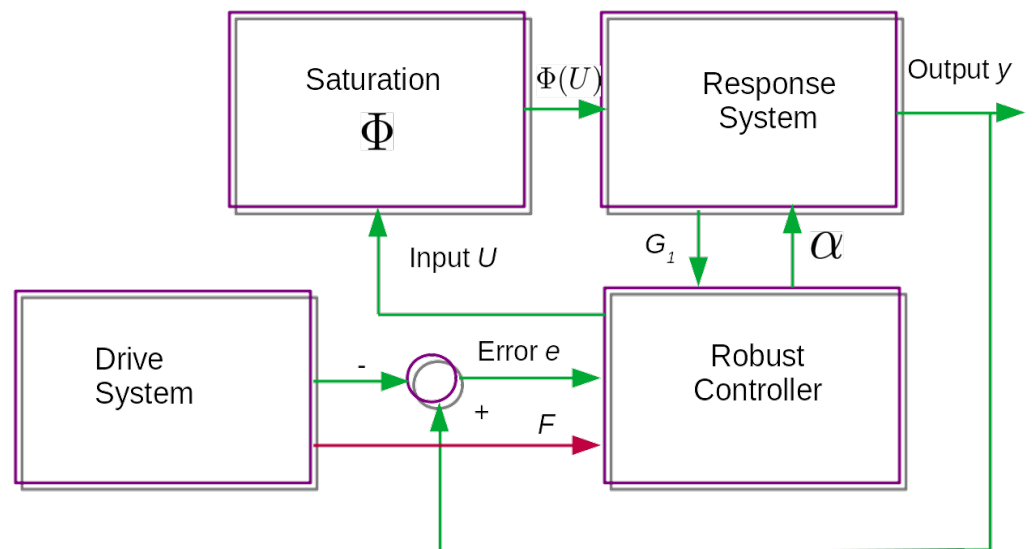 Saturation
Φ
Φ(U)
Response
System
Output y
Input U
G₁
α
Drive
System
-
Error e
+
F
Robust
Controller